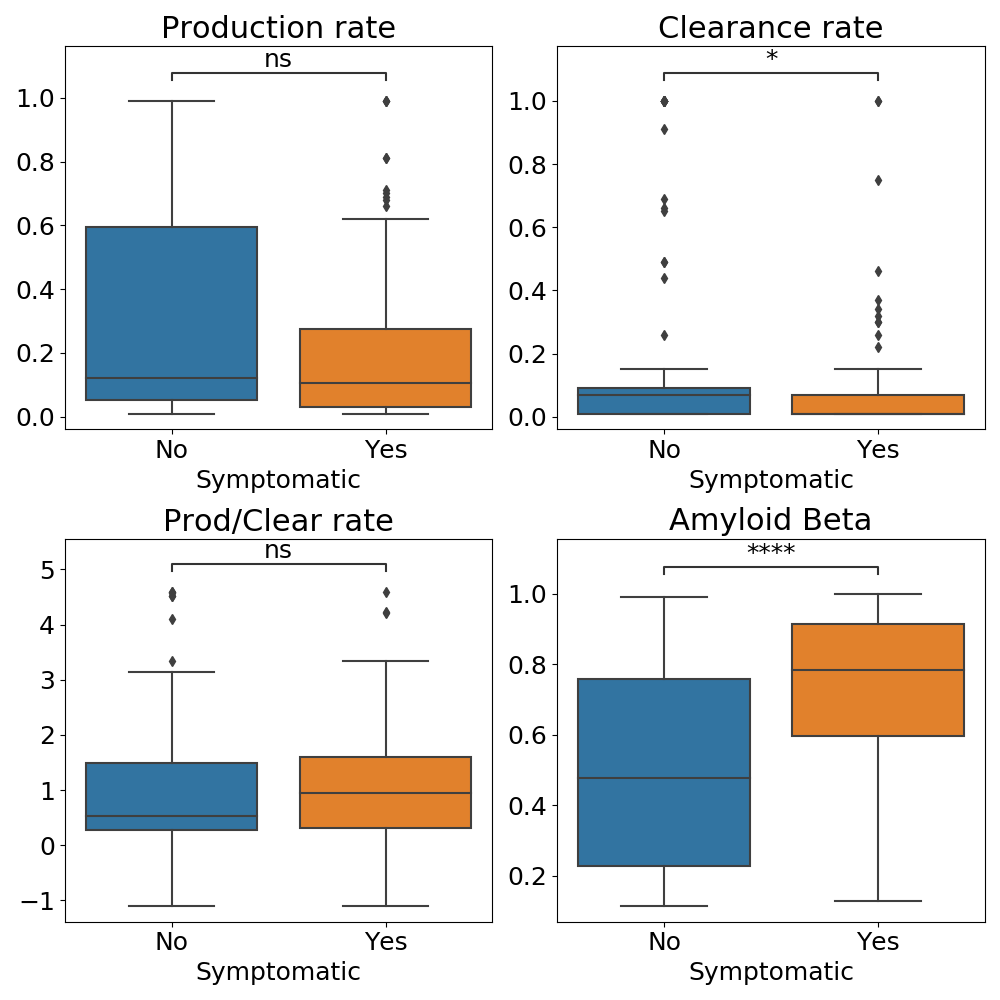 Production rate
ns
1.0
0.8
0.6
0.4
0.2
0.0
No Yes
Symptomatic
Clearance rate
*
1.0
0.8
0.6
0.4
0.2
0.0
No Yes
Symptomatic
Prod/Clear rate
ns
5
4
3
2
1
0
−1
No Yes
Symptomatic
Amyloid Beta
****
1.0
0.8
0.6
0.4
0.2
No Yes
Symptomatic